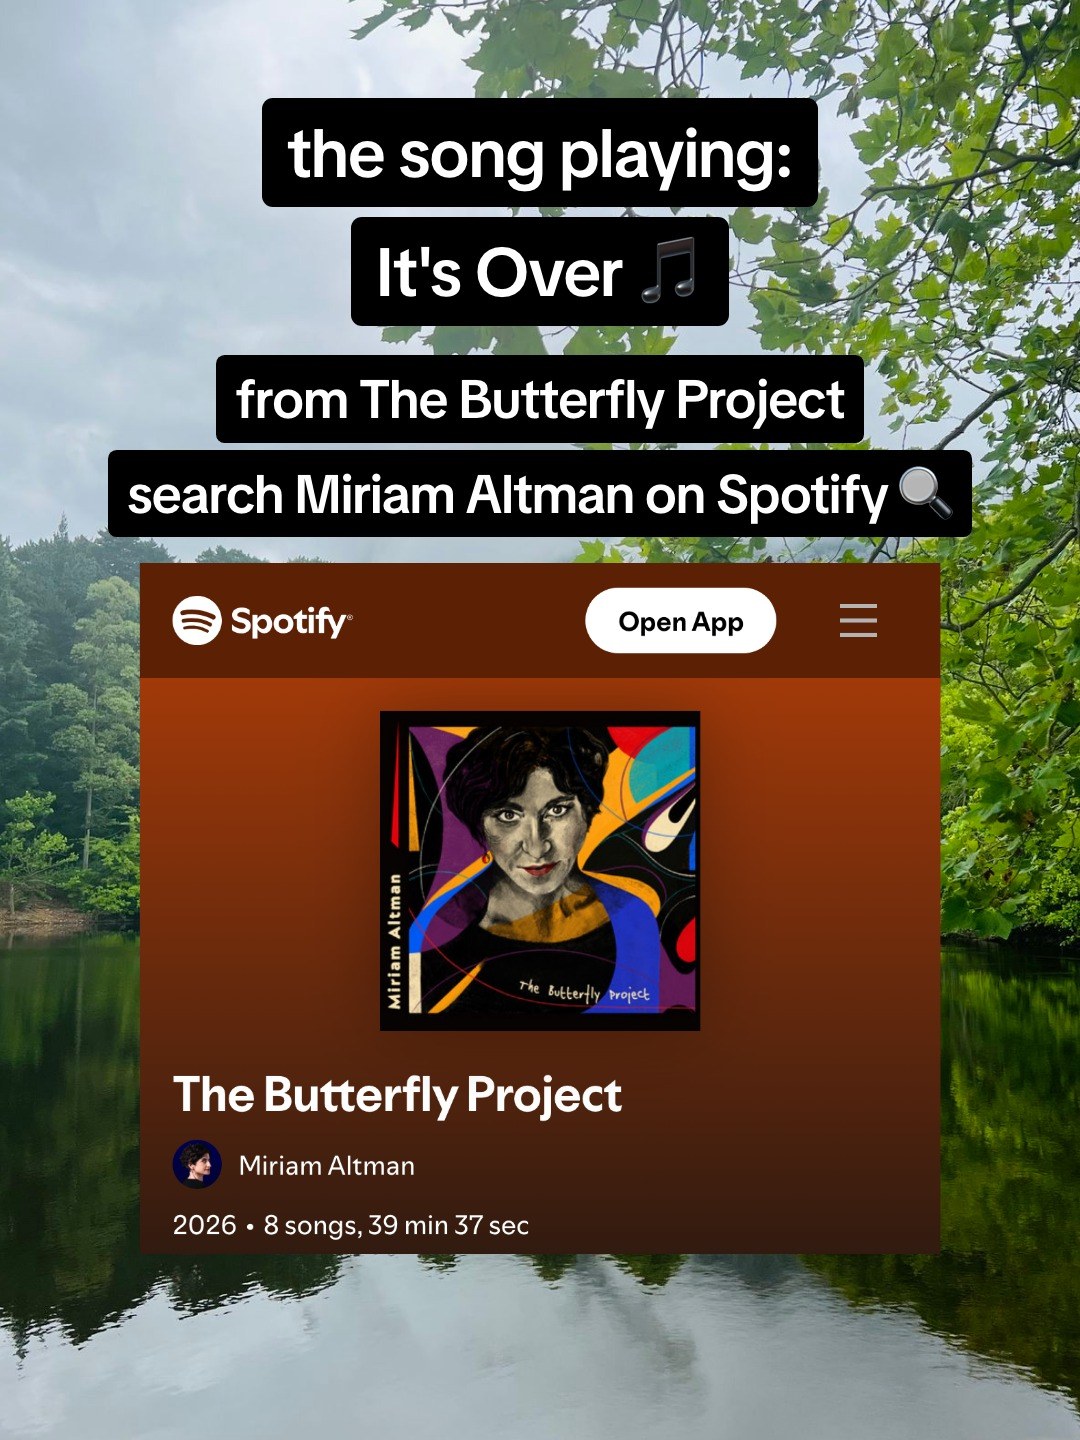 the song playing:
It's Over 🎵
from The Butterfly Project
search Miriam Altman on Spotify 🔍
Spotify®
Open App
Miriam Altman
The Butterfly Project
The Butterfly Project
Miriam Altman
2026 • 8 songs, 39 min 37 sec